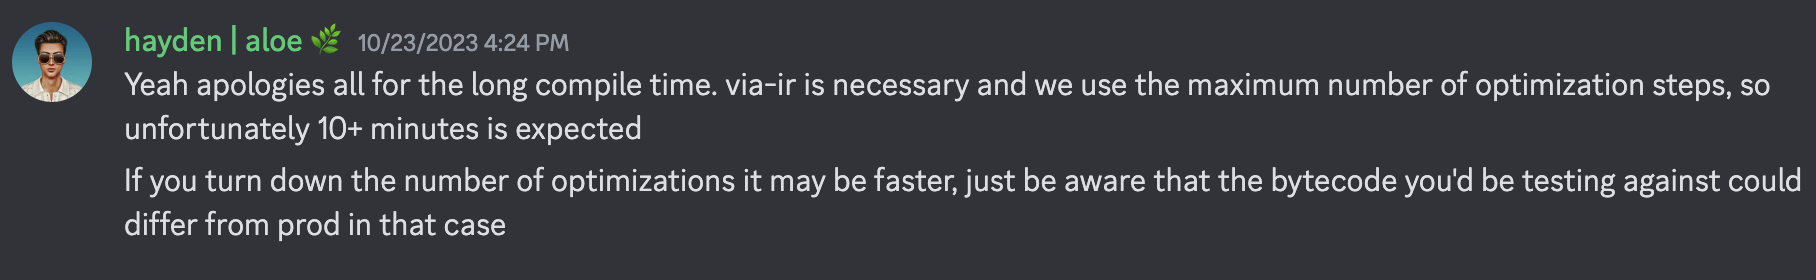 hayden | aloe 🌿 10/23/2023 4:24 PM
Yeah apologies all for the long compile time. via-ir is necessary and we use the maximum number of optimization steps, so
unfortunately 10+ minutes is expected
If you turn down the number of optimizations it may be faster, just be aware that the bytecode you'd be testing against could
differ from prod in that case